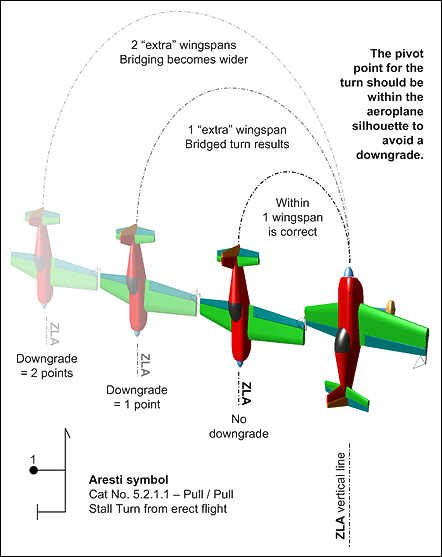 2 “extra” wingspans
Bridging becomes wider
The pivot
point for the
turn should be
within the
aeroplane
silhouette to
avoid a
downgrade.
1 “extra” wingspan
Bridged turn results
Within
1 wingspan
is correct
ZLA
Downgrade
= 2 points
ZLA
Downgrade
= 1 point
ZLA
No
downgrade
ZLA vertical line
1
Aresti symbol
Cat No. 5.2.1.1 – Pull / Pull
Stall Turn from erect flight